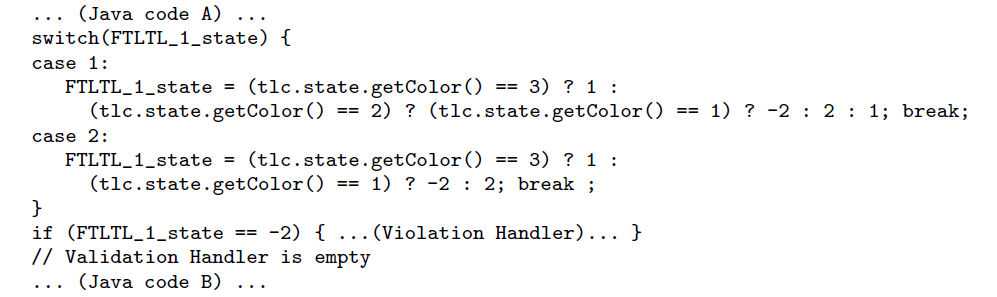 ... (Java code A) ...
switch(FTLTL_1_state) {
case 1:
FTLTL_1_state = (tlc.state.getColor() == 3) ? 1 :
(tlc.state.getColor() == 2) ? (tlc.state.getColor() == 1) ? -2 : 2 : 1; break;
case 2:
FTLTL_1_state = (tlc.state.getColor() == 3) ? 1 :
(tlc.state.getColor() == 1) ? -2 : 2; break ;
}
if (FTLTL_1_state == -2) { ...(Violation Handler)... }
// Validation Handler is empty
... (Java code B) ...